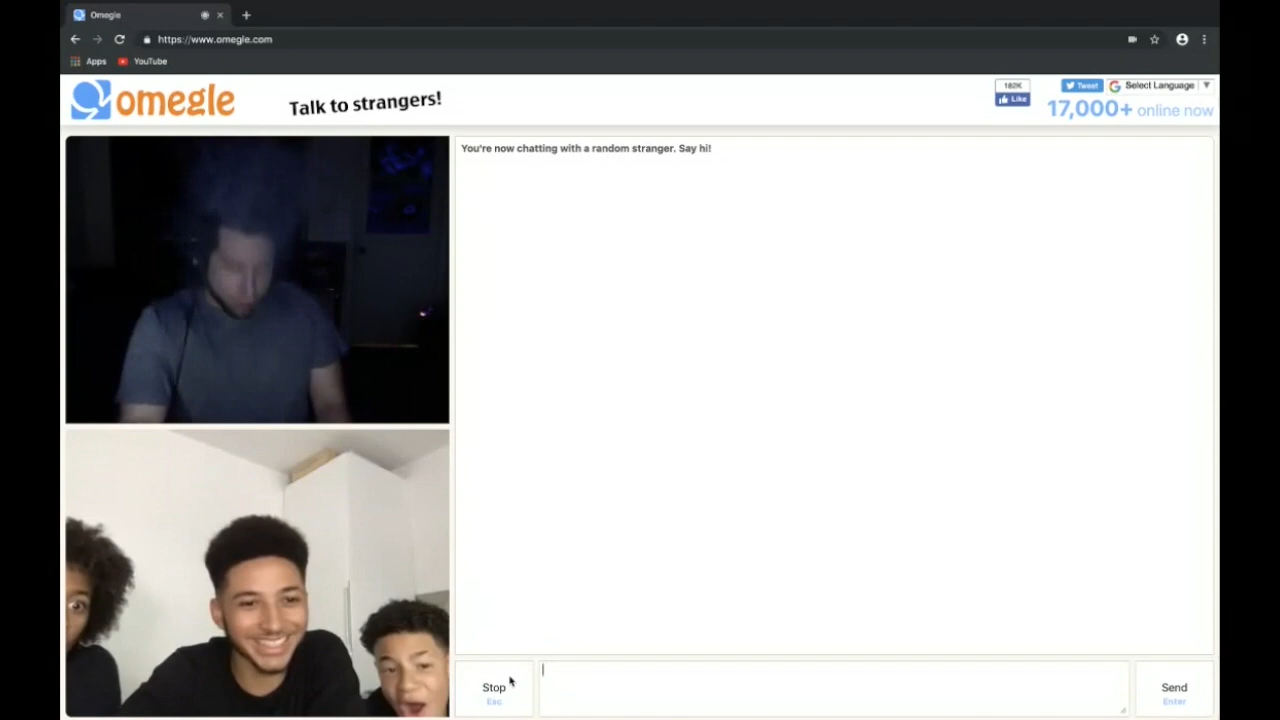 Omegle
https://www.omegle.com
Apps
YouTube
omegle
Talk to strangers!
182K
Like
Tweet
Select Language
17,000+ online now
You're now chatting with a random stranger. Say hi!
Stop
Esc
Send
Enter